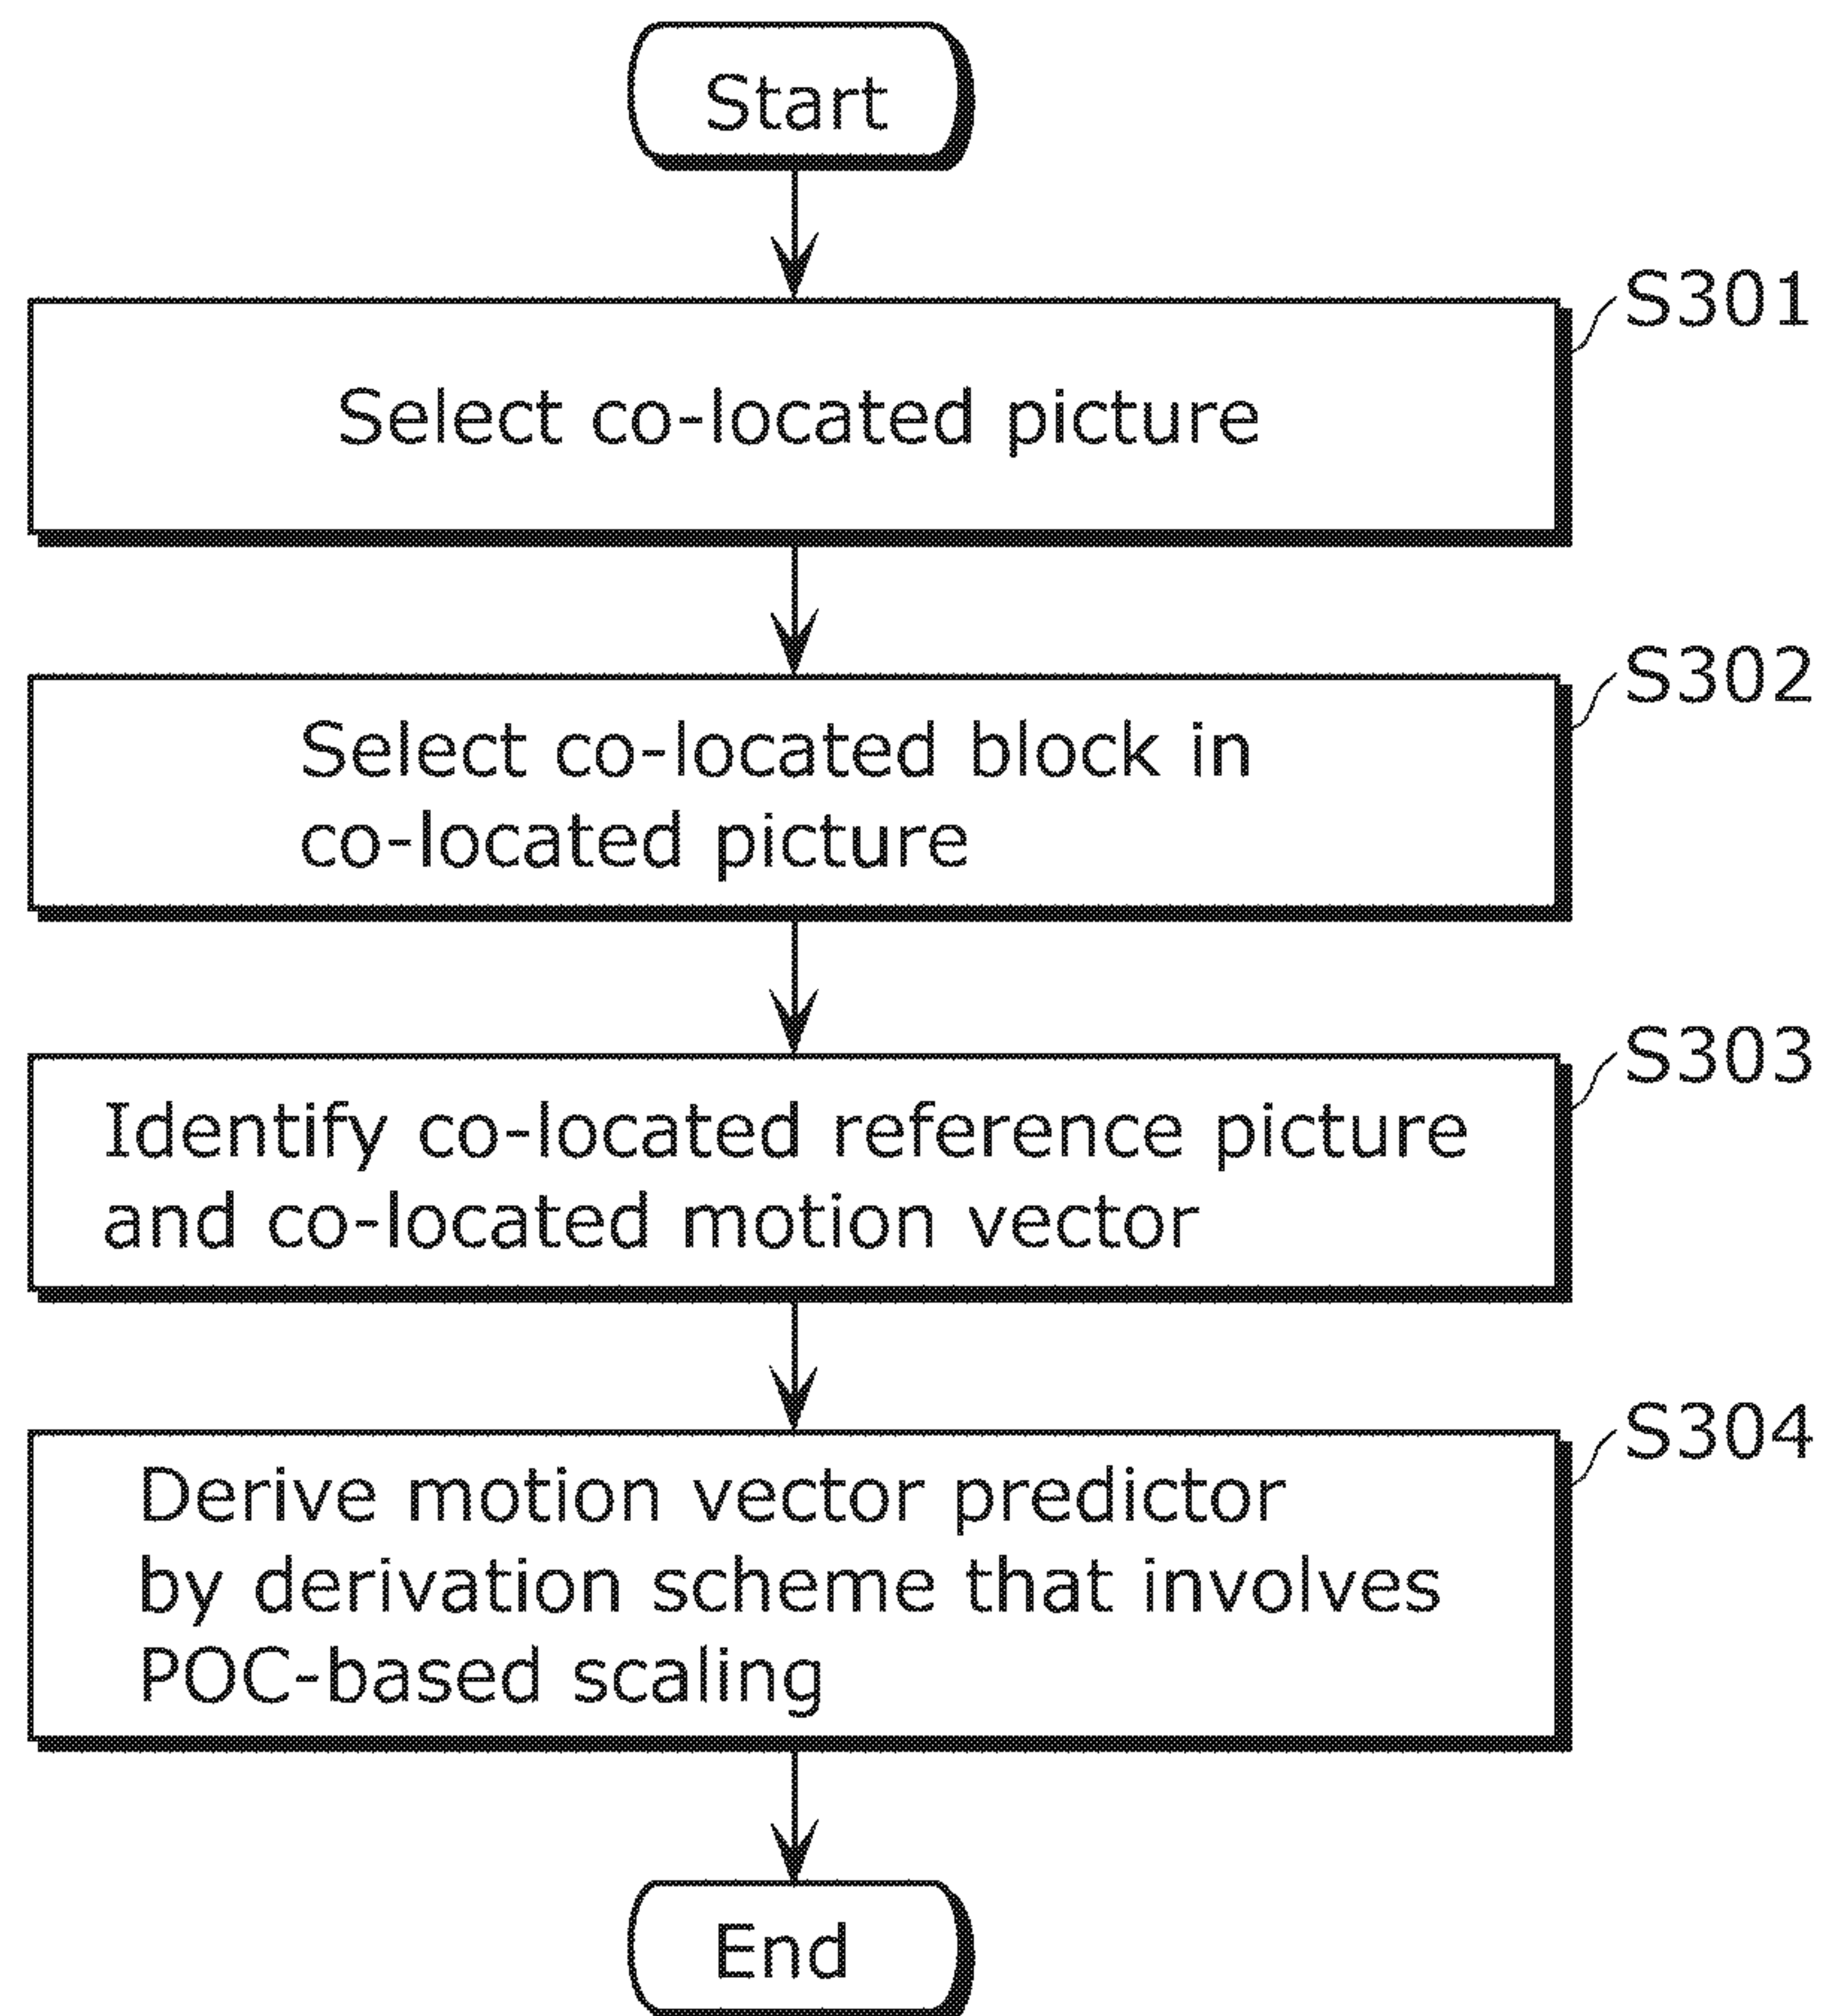 Start
S301
Select co-located picture
S302
Select co-located block in
co-located picture
S303
Identify co-located reference picture
and co-located motion vector
S304
Derive motion vector predictor
by derivation scheme that involves
POC-based scaling
End